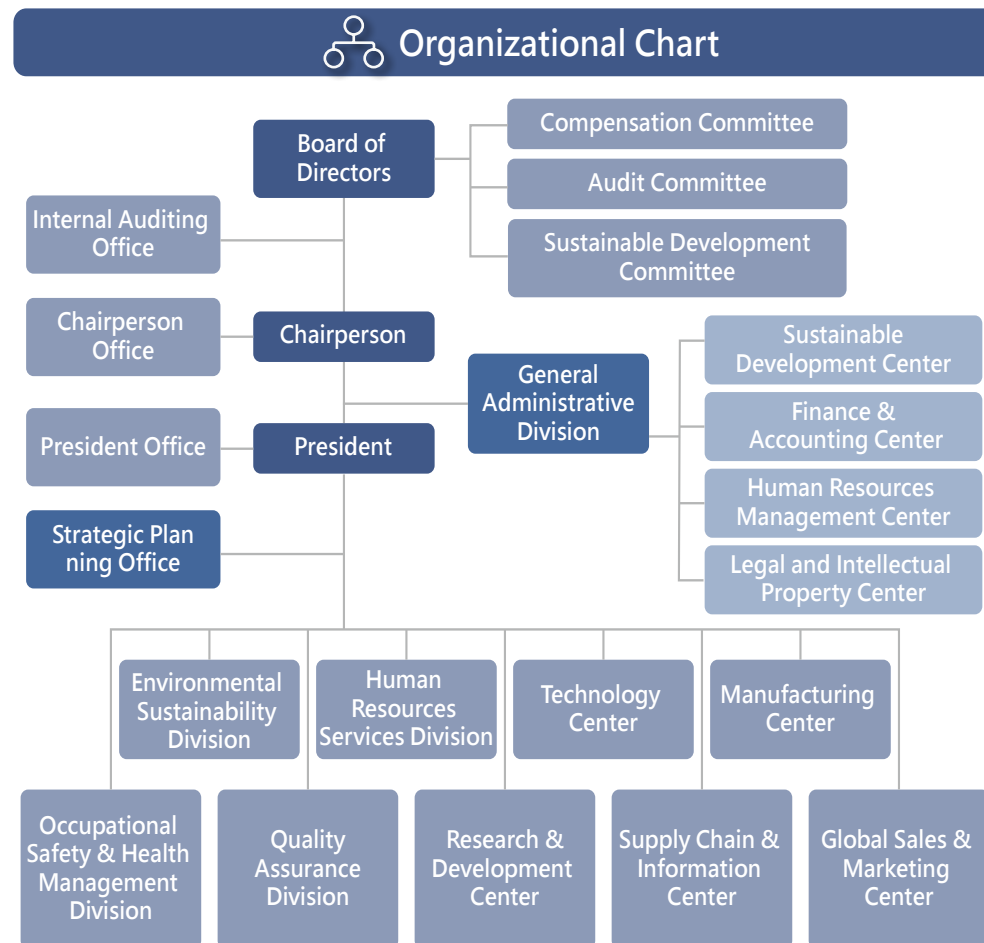 Organizational Chart
Board of
Directors
Compensation Committee
Audit Committee
Sustainable Development
Committee
Internal Auditing
Office
Chairperson
Office
Chairperson
General
Administrative
Division
Sustainable
Development Center
Finance &
Accounting Center
Human Resources
Management Center
Legal and Intellectual
Property Center
President Office
President
Strategic Plan
ning Office
Environmental
Sustainability
Division
Human
Resources
Services Division
Technology
Center
Manufacturing
Center
Occupational
Safety & Health
Management
Division
Quality
Assurance
Division
Research &
Development
Center
Supply Chain &
Information
Center
Global Sales &
Marketing
Center